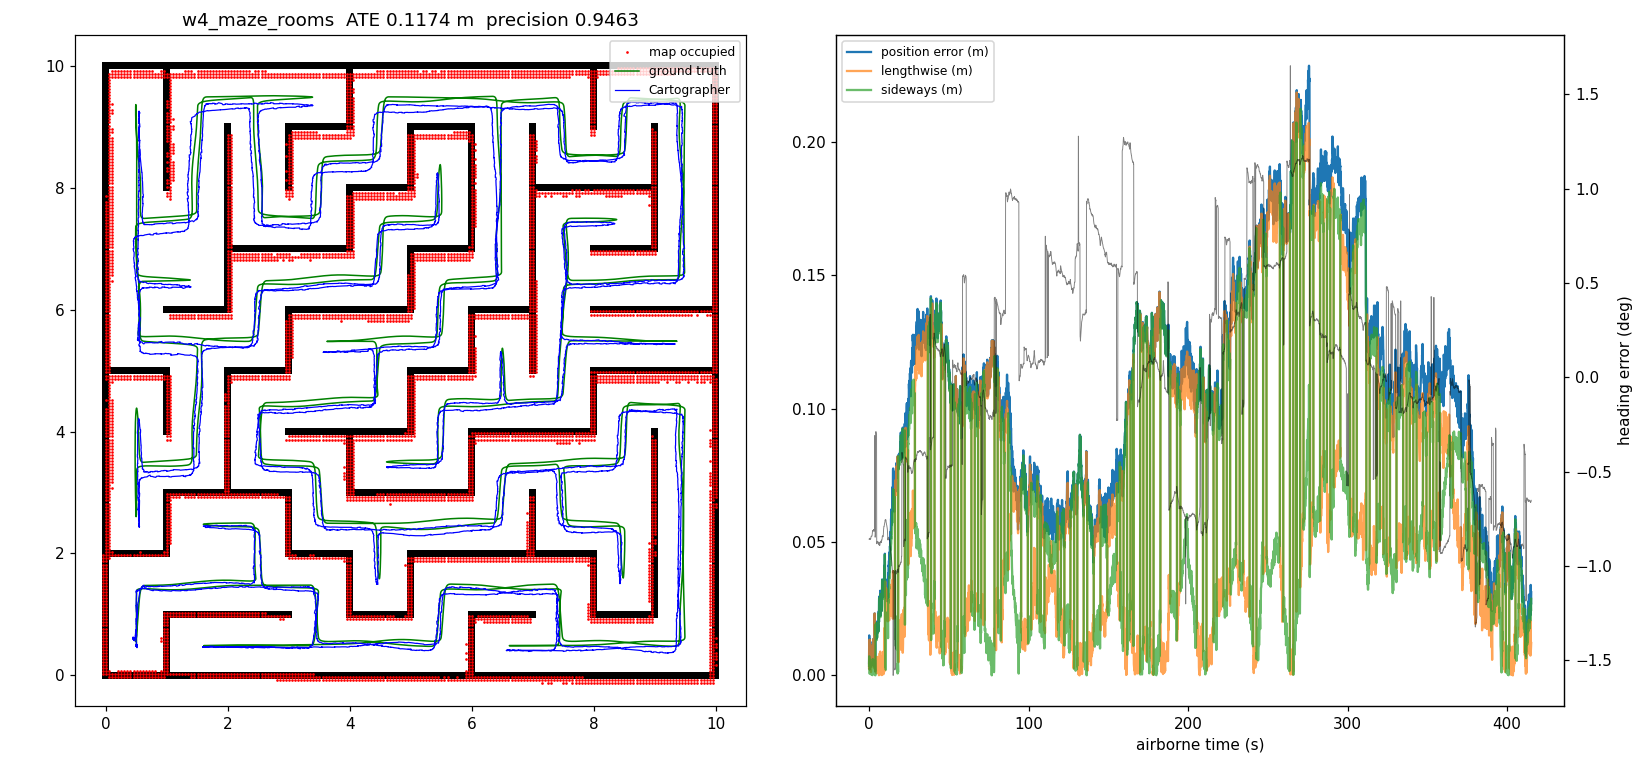 w4_maze_rooms  ATE 0.1174 m  precision 0.9463
map occupied
ground truth
Cartographer
10
8
6
4
2
0
0 2 4 6 8 10
position error (m)
lengthwise (m)
sideways (m)
0.20
0.15
0.10
0.05
0.00
0 100 200 300 400
airborne time (s)
1.5
1.0
0.5
0.0
−0.5
−1.0
−1.5
heading error (deg)